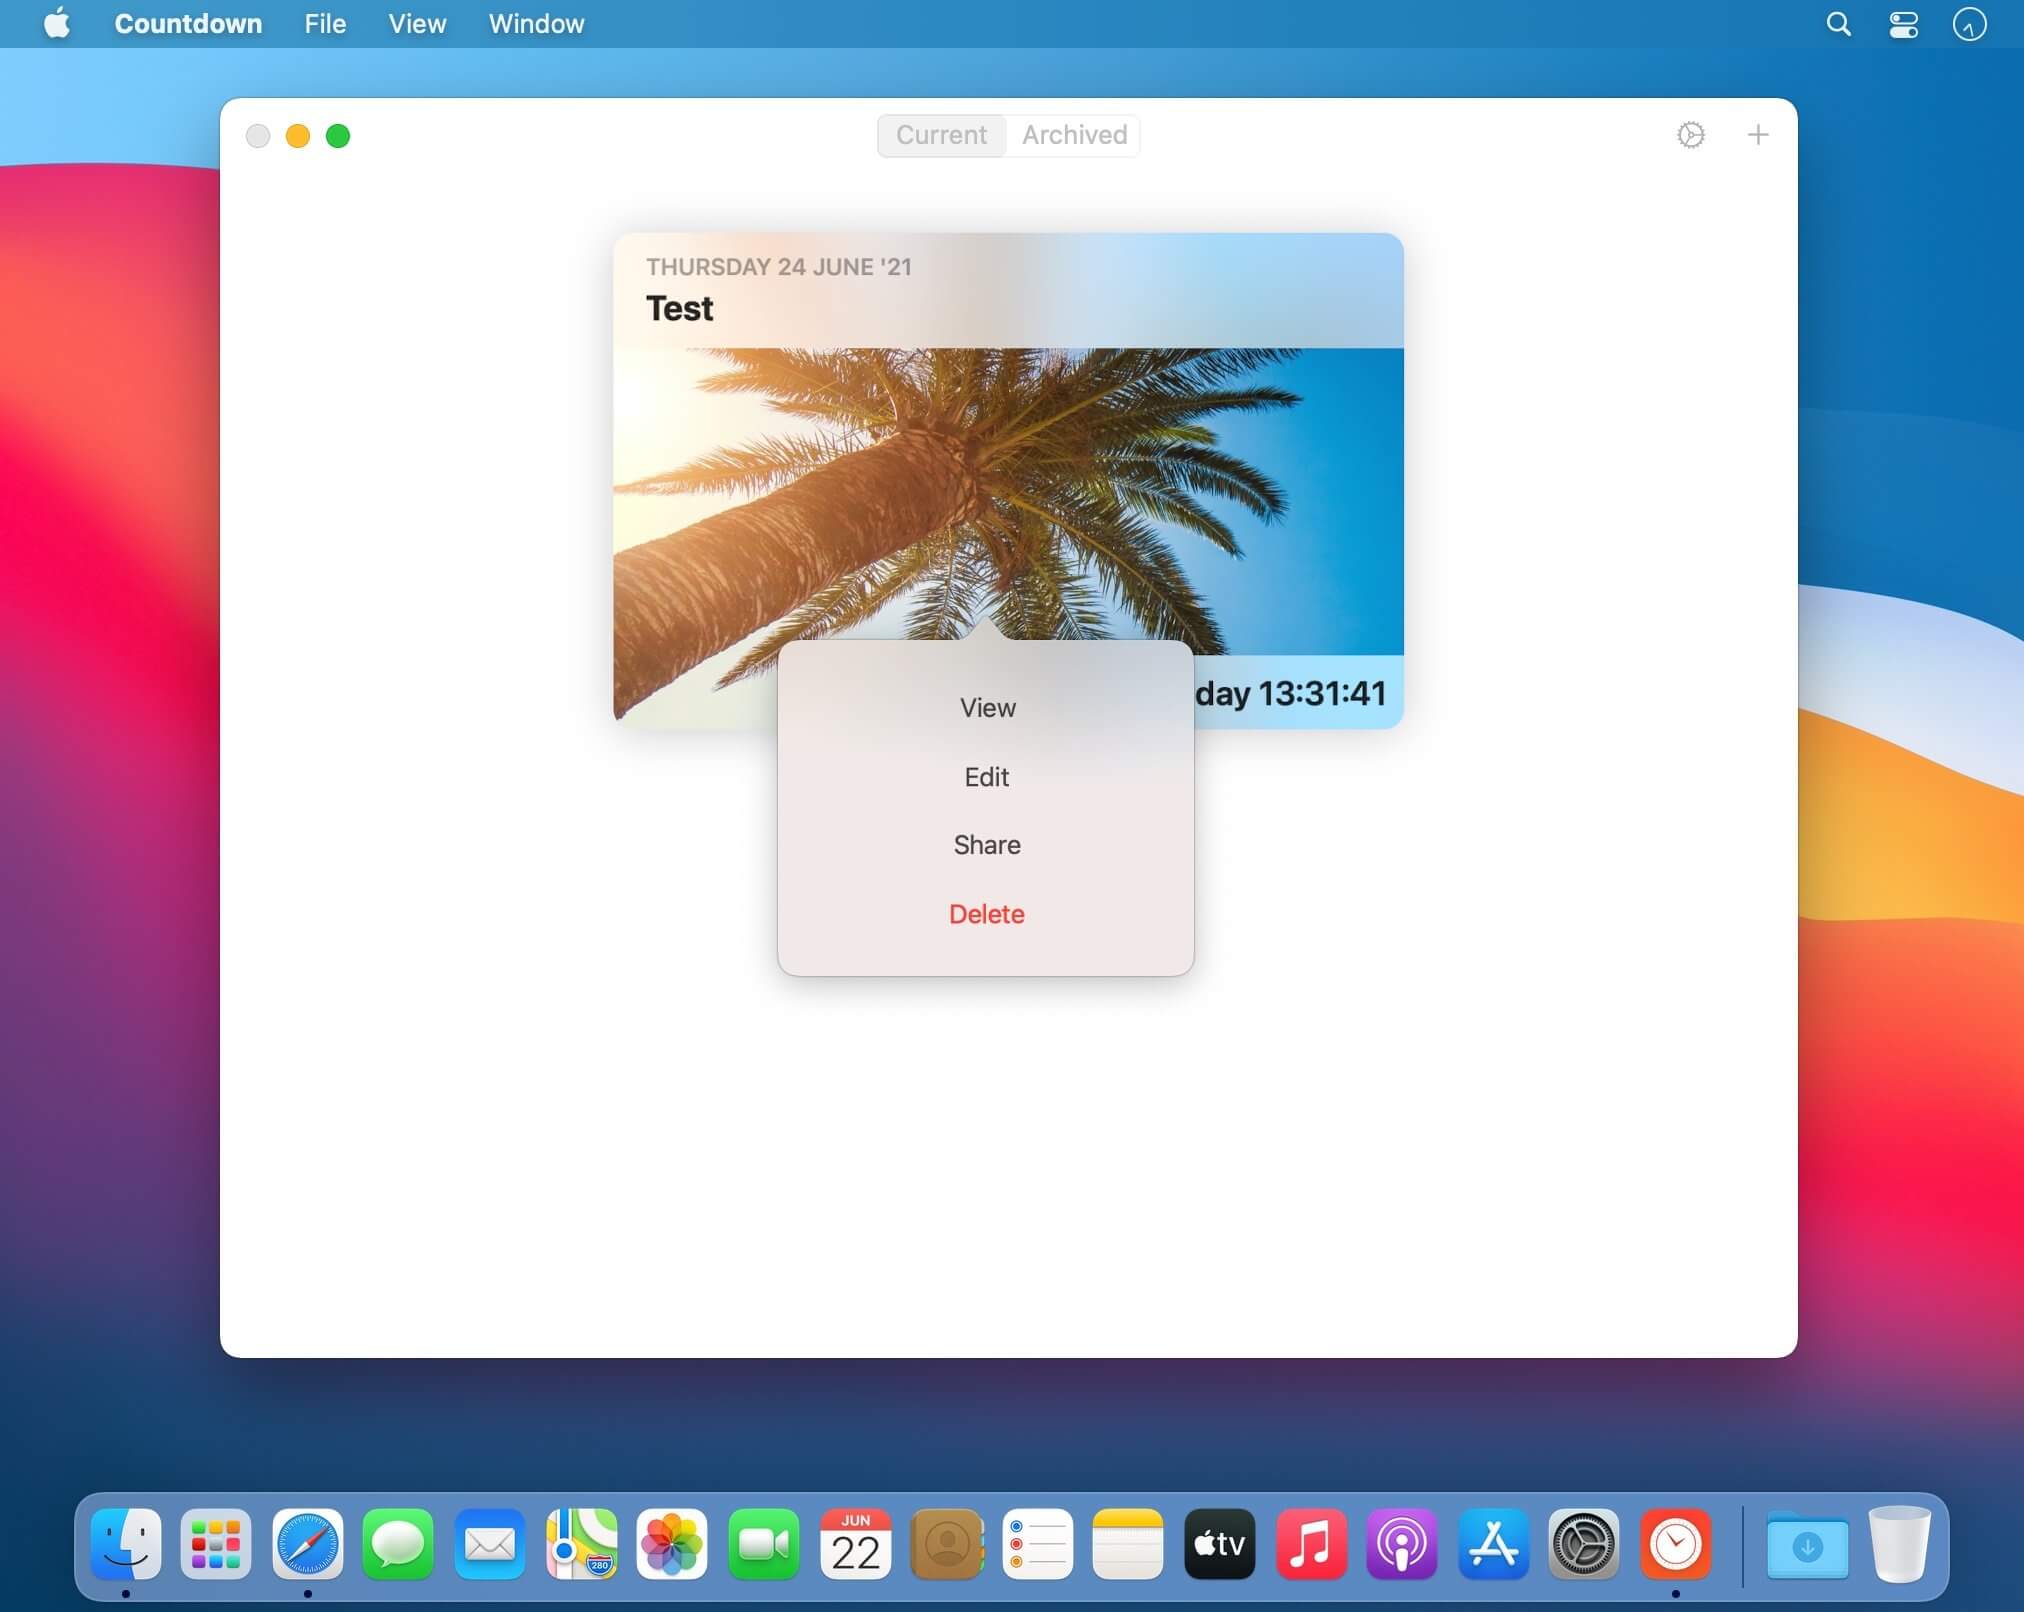 Countdown File View Window
Current Archived
THURSDAY 24 JUNE '21
Test
day 13:31:41
View
Edit
Share
Delete
280
JUN
22
tv